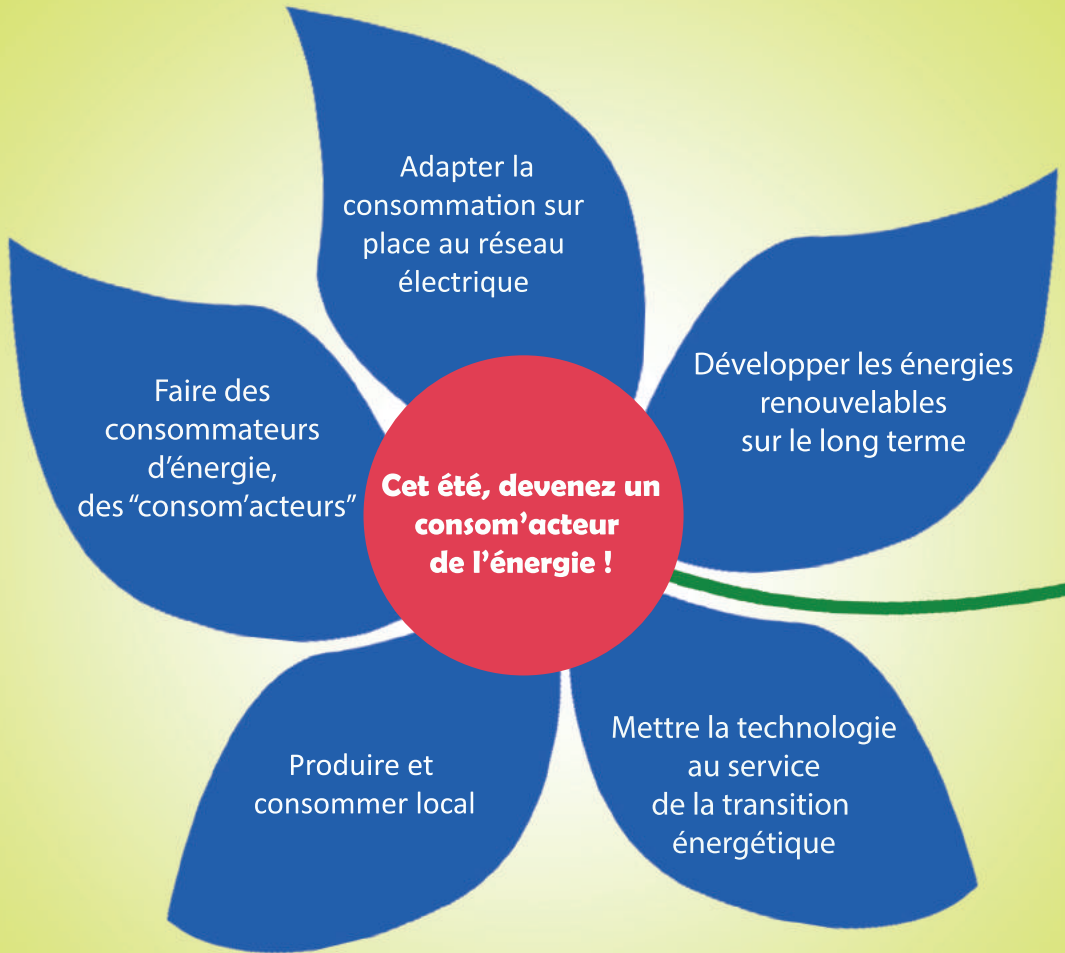 Adapter la
consommation sur
place au réseau
électrique
Développer les énergies
renouvelables
sur le long terme
Faire des
consommateurs
d’énergie,
des “consom’acteurs”
Cet été, devenez un
consom’acteur
de l’énergie !
Mettre la technologie
au service
de la transition
énergétique
Produire et
consommer local